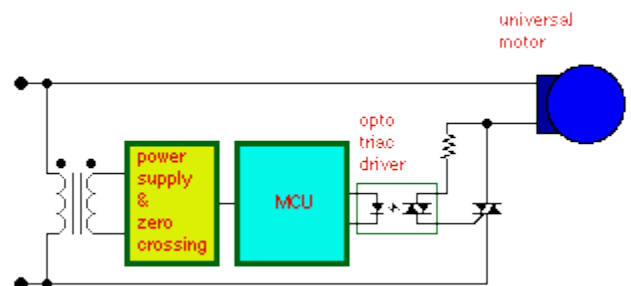 universal
motor
opto
triac
driver
power
supply
&
zero
crossing
MCU